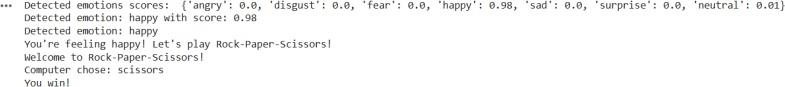 ••• Detected emotions scores:  {'angry': 0.0, 'disgust': 0.0, 'fear': 0.0, 'happy': 0.98, 'sad': 0.0, 'surprise': 0.0, 'neutral': 0.01}
Detected emotion: happy with score: 0.98
Detected emotion: happy
You're feeling happy! Let's play Rock-Paper-Scissors!
Welcome to Rock-Paper-Scissors!
Computer chose: scissors
You win!